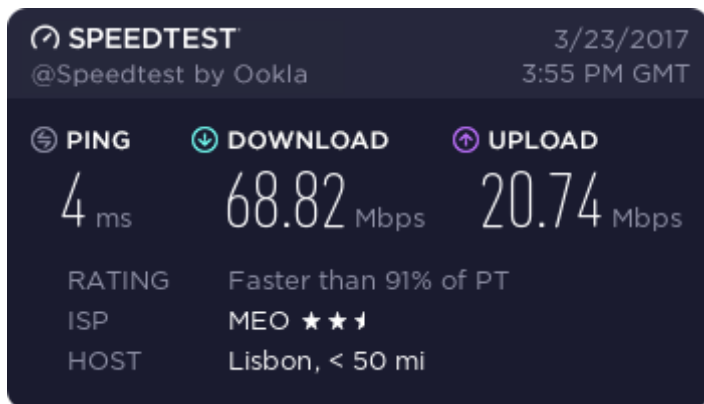 SPEEDTEST 3/23/2017
@Speedtest by Ookla 3:55 PM GMT
PING DOWNLOAD UPLOAD
4 ms 68.82 Mbps 20.74 Mbps
RATING Faster than 91% of PT
ISP MEO
HOST Lisbon, < 50 mi